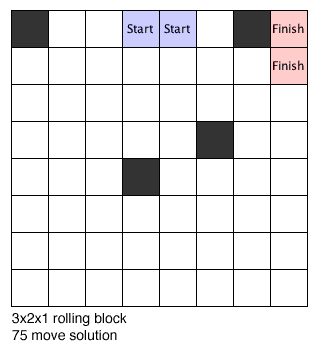 Start Start Finish
Finish
3x2x1 rolling block
75 move solution